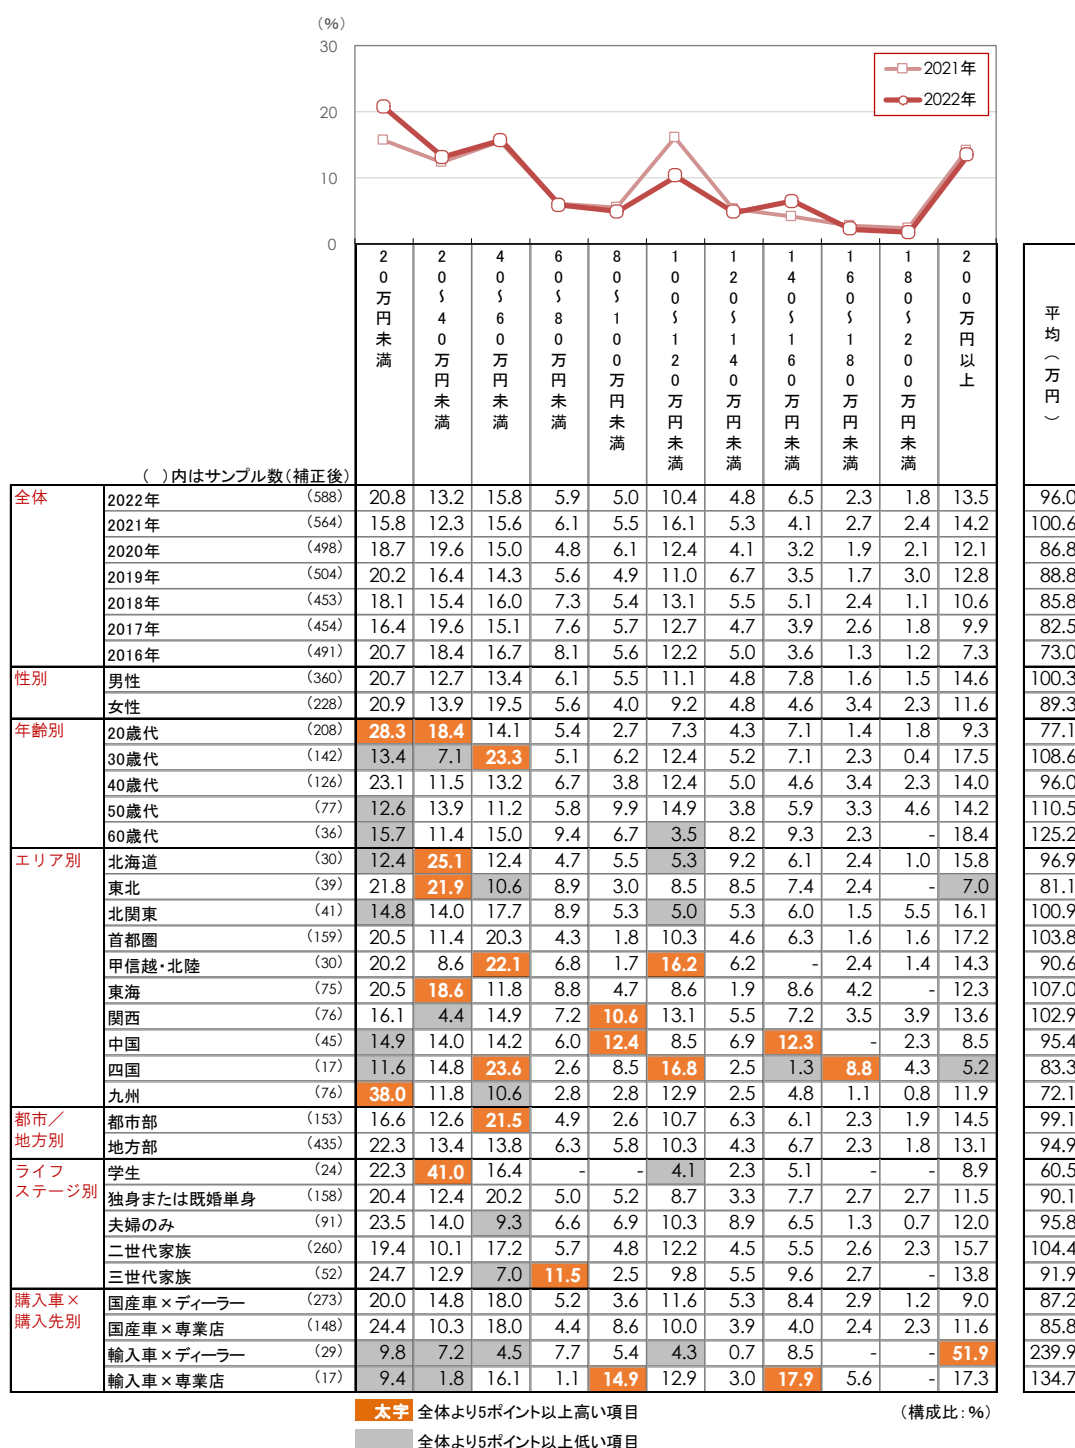 (%)
30
20
10
0
2021年
2022年
20万円未満
20〜40万円未満
40〜60万円未満
60〜80万円未満
80〜100万円未満
100〜120万円未満
120〜140万円未満
140〜160万円未満
160〜180万円未満
180〜200万円未満
200万円以上
平均（万円）
( )内はサンプル数(補正後)
全体 2022年 (588) 20.8 13.2 15.8 5.9 5.0 10.4 4.8 6.5 2.3 1.8 13.5 96.0
2021年 (564) 15.8 12.3 15.6 6.1 5.5 16.1 5.3 4.1 2.7 2.4 14.2 100.6
2020年 (498) 18.7 19.6 15.0 4.8 6.1 12.4 4.1 3.2 1.9 2.1 12.1 86.8
2019年 (504) 20.2 16.4 14.3 5.6 4.9 11.0 6.7 3.5 1.7 3.0 12.8 88.8
2018年 (453) 18.1 15.4 16.0 7.3 5.4 13.1 5.5 5.1 2.4 1.1 10.6 85.8
2017年 (454) 16.4 19.6 15.1 7.6 5.7 12.7 4.7 3.9 2.6 1.8 9.9 82.5
2016年 (491) 20.7 18.4 16.7 8.1 5.6 12.2 5.0 3.6 1.3 1.2 7.3 73.0
性別 男性 (360) 20.7 12.7 13.4 6.1 5.5 11.1 4.8 7.8 1.6 1.5 14.6 100.3
女性 (228) 20.9 13.9 19.5 5.6 4.0 9.2 4.8 4.6 3.4 2.3 11.6 89.3
年齢別 20歳代 (208) 28.3 18.4 14.1 5.4 2.7 7.3 4.3 7.1 1.4 1.8 9.3 77.1
30歳代 (142) 13.4 7.1 23.3 5.1 6.2 12.4 5.2 7.1 2.3 0.4 17.5 108.6
40歳代 (126) 23.1 11.5 13.2 6.7 3.8 12.4 5.0 4.6 3.4 2.3 14.0 96.0
50歳代 (77) 12.6 13.9 11.2 5.8 9.9 14.9 3.8 5.9 3.3 4.6 14.2 110.5
60歳代 (36) 15.7 11.4 15.0 9.4 6.7 3.5 8.2 9.3 2.3 - 18.4 125.2
エリア別 北海道 (30) 12.4 25.1 12.4 4.7 5.5 5.3 9.2 6.1 2.4 1.0 15.8 96.9
東北 (39) 21.8 21.9 10.6 8.9 3.0 8.5 8.5 7.4 2.4 - 7.0 81.1
北関東 (41) 14.8 14.0 17.7 8.9 5.3 5.0 5.3 6.0 1.5 5.5 16.1 100.9
首都圏 (159) 20.5 11.4 20.3 4.3 1.8 10.3 4.6 6.3 1.6 1.6 17.2 103.8
甲信越・北陸 (30) 20.2 8.6 22.1 6.8 1.7 16.2 6.2 - 2.4 1.4 14.3 90.6
東海 (75) 20.5 18.6 11.8 8.8 4.7 8.6 1.9 8.6 4.2 - 12.3 107.0
関西 (76) 16.1 4.4 14.9 7.2 10.6 13.1 5.5 7.2 3.5 3.9 13.6 102.9
中国 (45) 14.9 14.0 14.2 6.0 12.4 8.5 6.9 12.3 - 2.3 8.5 95.4
四国 (17) 11.6 14.8 23.6 2.6 8.5 16.8 2.5 1.3 8.8 4.3 5.2 83.3
九州 (76) 38.0 11.8 10.6 2.8 2.8 12.9 2.5 4.8 1.1 0.8 11.9 72.1
都市／ 都市部 (153) 16.6 12.6 21.5 4.9 2.6 10.7 6.3 6.1 2.3 1.9 14.5 99.1
地方別 地方部 (435) 22.3 13.4 13.8 6.3 5.8 10.3 4.3 6.7 2.3 1.8 13.1 94.9
ライフ 学生 (24) 22.3 41.0 16.4 - - 4.1 2.3 5.1 - - 8.9 60.5
ステージ別 独身または既婚単身 (158) 20.4 12.4 20.2 5.0 5.2 8.7 3.3 7.7 2.7 2.7 11.5 90.1
夫婦のみ (91) 23.5 14.0 9.3 6.6 6.9 10.3 8.9 6.5 1.3 0.7 12.0 95.8
二世代家族 (260) 19.4 10.1 17.2 5.7 4.8 12.2 4.5 5.5 2.6 2.3 15.7 104.4
三世代家族 (52) 24.7 12.9 7.0 11.5 2.5 9.8 5.5 9.6 2.7 - 13.8 91.9
購入車× 国産車×ディーラー (273) 20.0 14.8 18.0 5.2 3.6 11.6 5.3 8.4 2.9 1.2 9.0 87.2
購入先別 国産車×専業店 (148) 24.4 10.3 18.0 4.4 8.6 10.0 3.9 4.0 2.4 2.3 11.6 85.8
輸入車×ディーラー (29) 9.8 7.2 4.5 7.7 5.4 4.3 0.7 8.5 - - 51.9 239.9
輸入車×専業店 (17) 9.4 1.8 16.1 1.1 14.9 12.9 3.0 17.9 5.6 - 17.3 134.7
太字 全体より5ポイント以上高い項目 (構成比：%)
全体より5ポイント以上低い項目